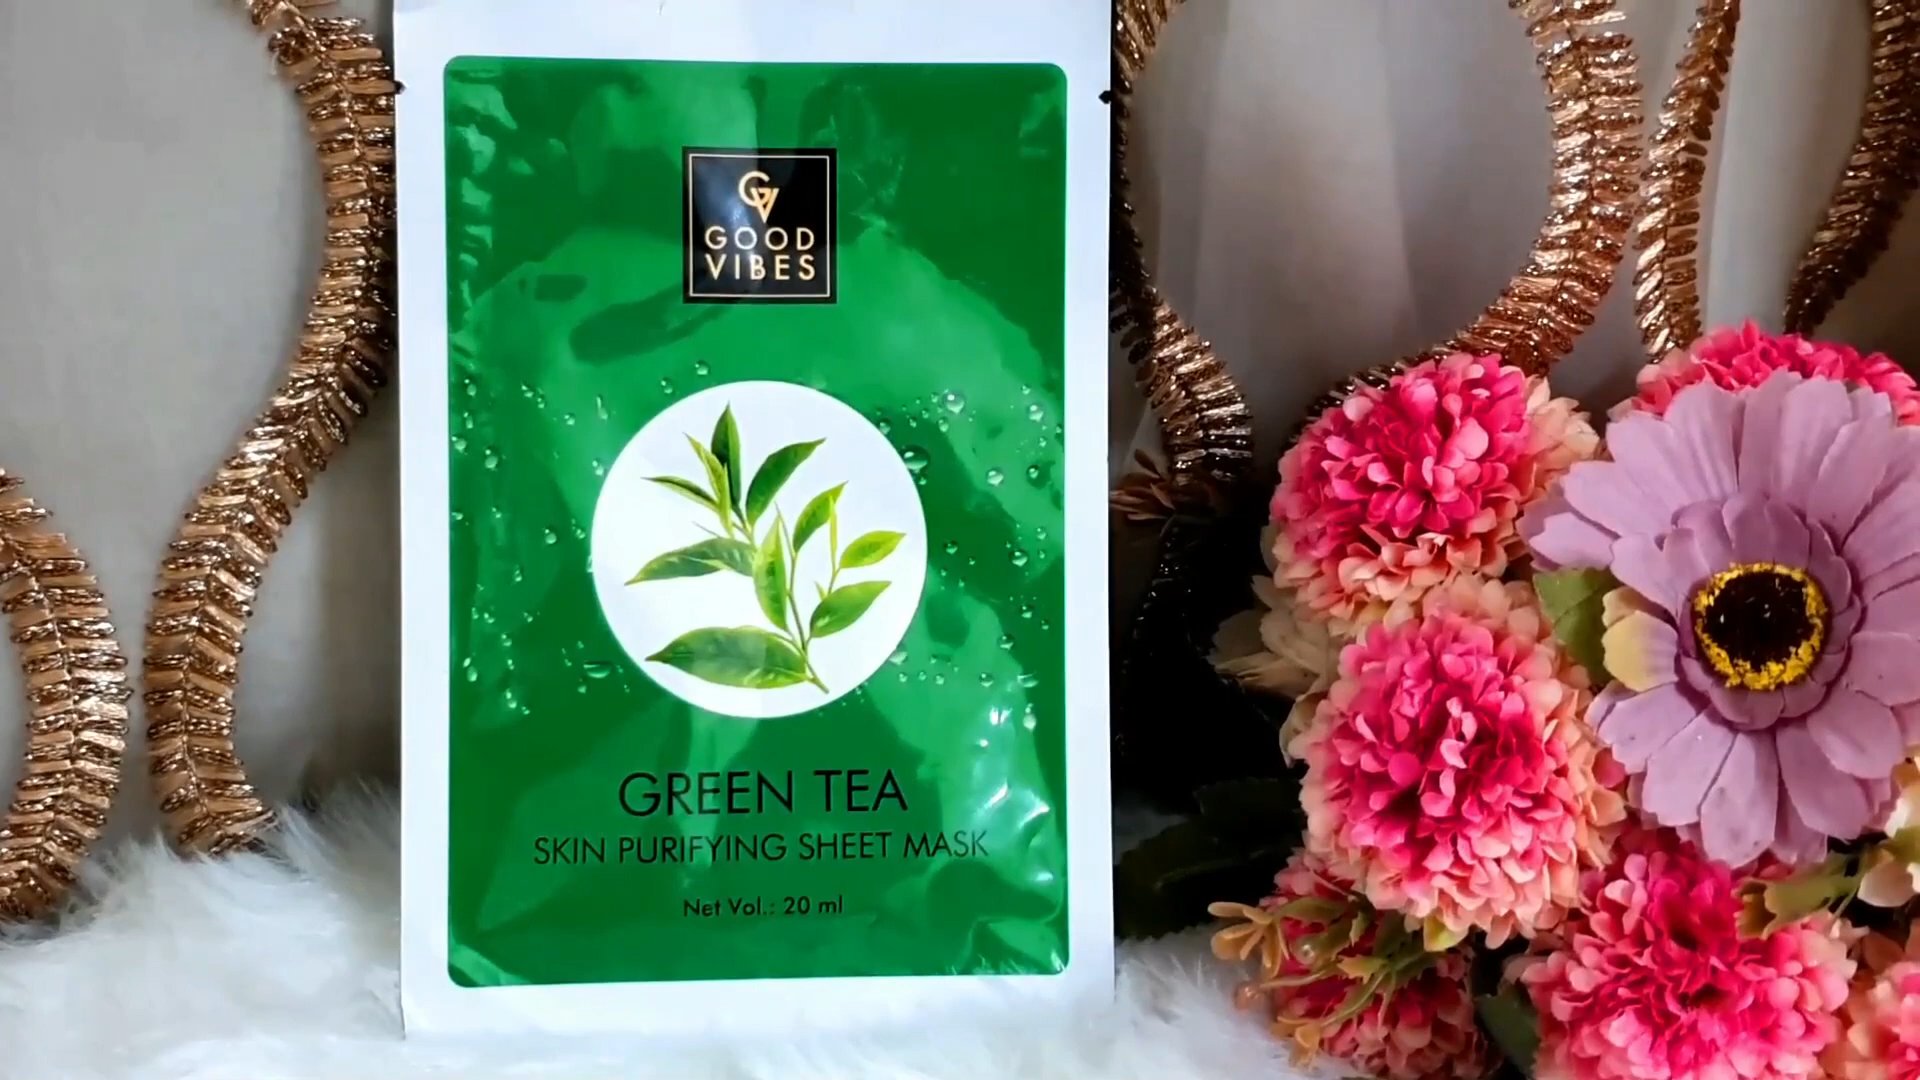 GV
GOOD
VIBES
GREEN TEA
SKIN PURIFYING SHEET MASK
Net Vol.: 20 ml